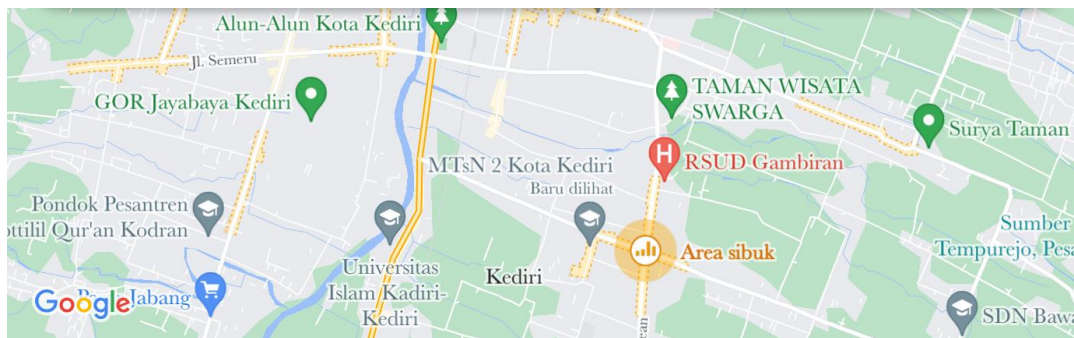 Alun-Alun Kota Kediri
Jl. Semeru
GOR Jayabaya Kediri
TAMAN WISATA
SWARGA
Surya Taman
RSUD Gambiran
MTsN 2 Kota Kediri
Baru dilihat
Pondok Pesantren
ottilil Qur'an Kodran
Sumber
Tempurejo, Pesa
Area sibuk
Universitas
Islam Kadiri-
Kediri
Kediri
Jabang
Google
SDN Bawa
ean